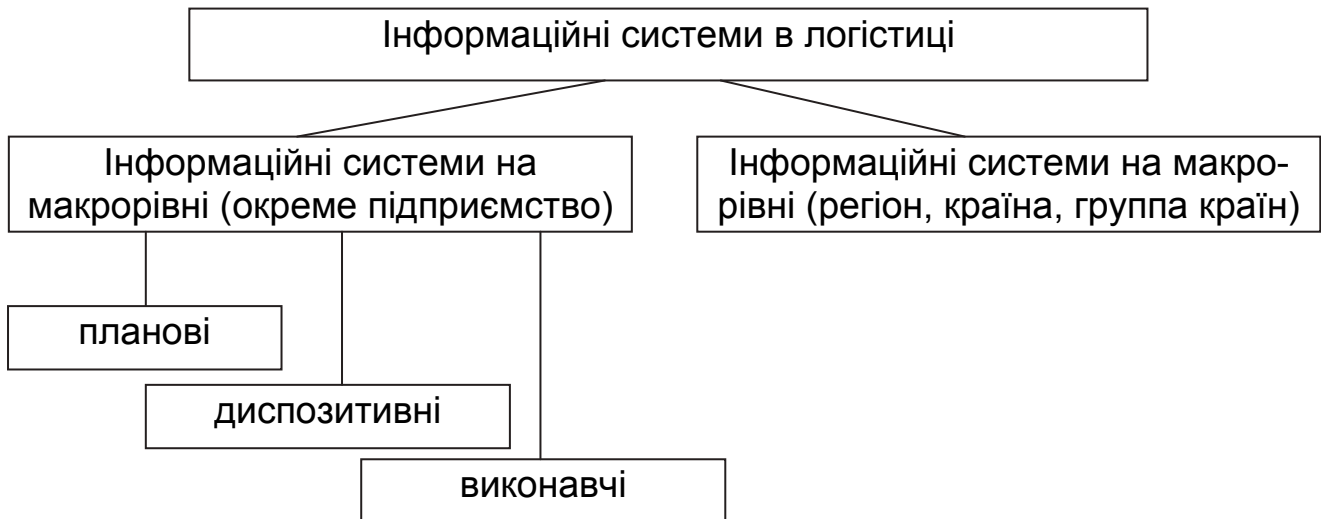 Інформаційні системи в логістиці
Інформаційні системи на
макрорівні (окреме підприємство)
Інформаційні системи на макро-
рівні (регіон, країна, группа країн)
планові
диспозитивні
виконавчі